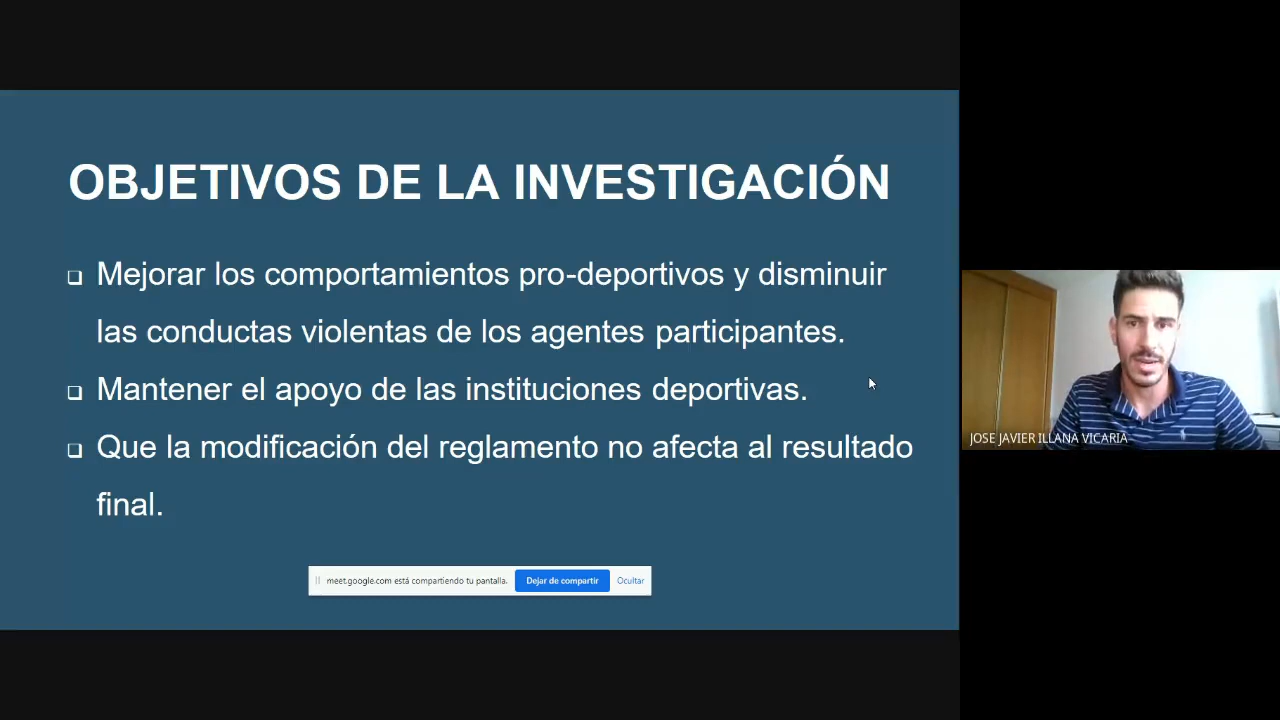 OBJETIVOS DE LA INVESTIGACIÓN
Mejorar los comportamientos pro-deportivos y disminuir
las conductas violentas de los agentes participantes.
Mantener el apoyo de las instituciones deportivas.
Que la modificación del reglamento no afecta al resultado
final.
meet.google.com está compartiendo tu pantalla. Dejar de compartir Ocultar
JOSE JAVIER ILLANA VICARIA